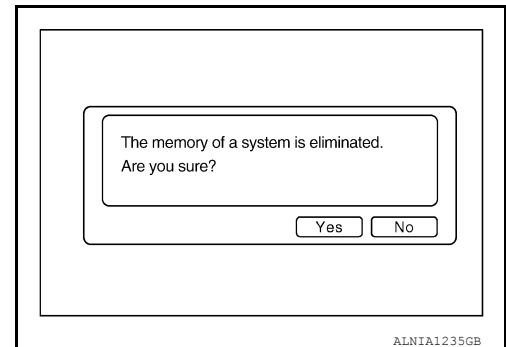 The memory of a system is eliminated.
Are you sure?
Yes No
ALNIA1235GB